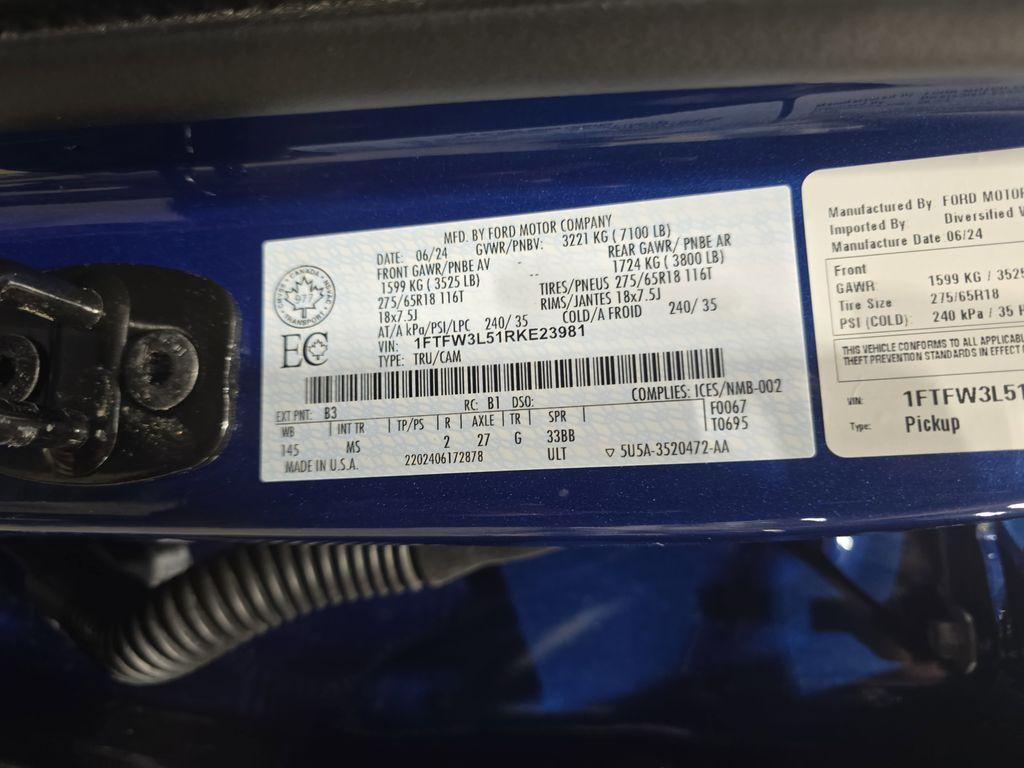 MFD. BY FORD MOTOR COMPANY
DATE: 06/24 GVWR/PNBV: 3221 KG ( 7100 LB)
FRONT GAWR/PNBE AV REAR GAWR/ PNBE AR
1599 KG ( 3525 LB) -- 1724 KG ( 3800 LB)
275/65R18 116T TIRES/PNEUS 275/65R18 116T
18x7.5J RIMS/JANTES 18x7.5J
AT/A kPa/PSI/LPC 240/ 35 COLD/A FROID 240/ 35
VIN: 1FTFW3L51RKE23981
TYPE: TRU/CAM
CANADA
977
TRANSPORT
EC
EXT PNT: B3 RC: B1 DSO: COMPLIES: ICES/NMB-002
WB INT TR TP/PS R AXLE TR SPR F0067
145 MS 2 27 G 33BB T0695
MADE IN U.S.A. 2202406172878 ULT ▽ 5U5A-3520472-AA
Manufactured By FORD MOTOR
Imported By: Diversified V
Manufacture Date 06/24
Front
GAWR: 1599 KG / 3525
Tire Size 275/65R18
PSI (COLD): 240 kPa / 35
THIS VEHICLE CONFORMS TO ALL APPLICABL
THEFT PREVENTION STANDARDS IN EFFECT
VIN: 1FTFW3L51
Type: Pickup